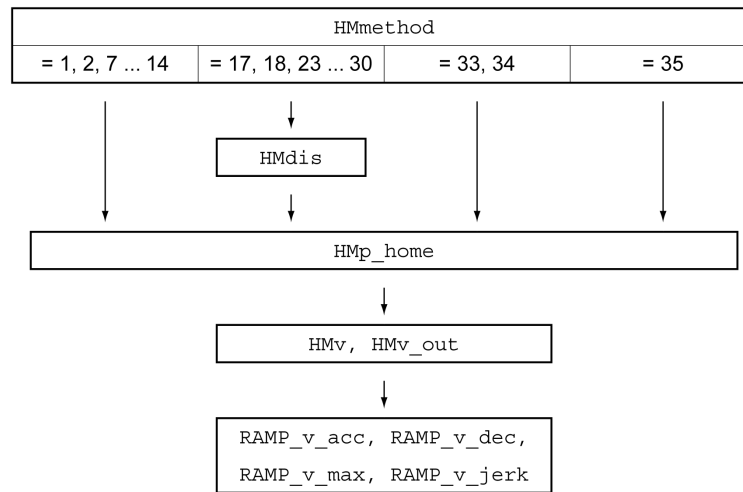 HMmethod
= 1, 2, 7 ... 14 = 17, 18, 23 ... 30 = 33, 34 = 35
HMdis
HMp_home
HMv, HMv_out
RAMP_v_acc, RAMP_v_dec,
RAMP_v_max, RAMP_v_jerk